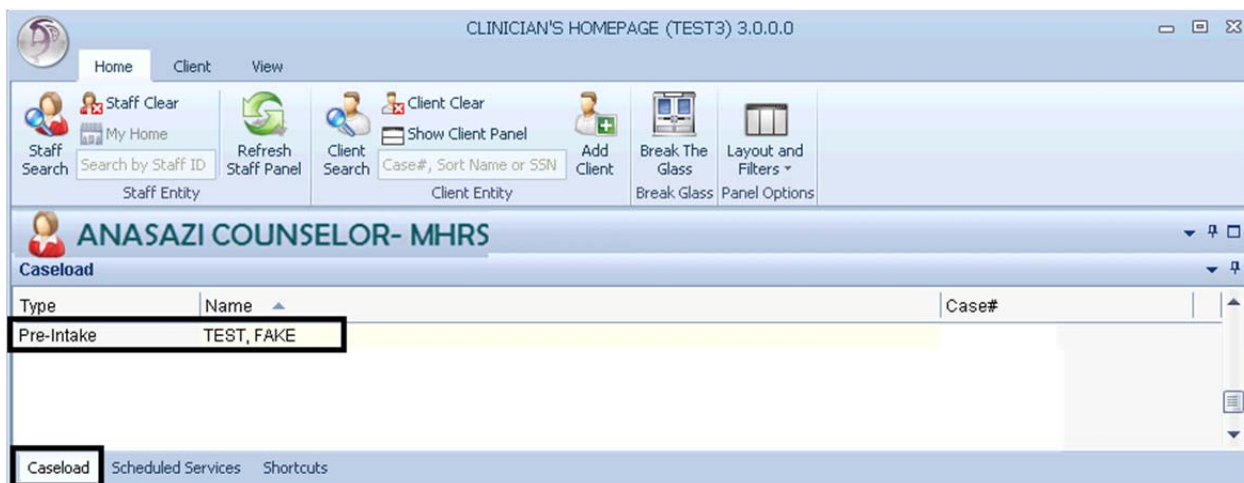 CLINICIAN'S HOMEPAGE (TEST3) 3.0.0.0
Home Client View
Staff Search
Staff Clear
My Home
Search by Staff ID
Refresh Staff Panel
Staff Entity
Client Search
Client Clear
Show Client Panel
Case#, Sort Name or SSN
Add Client
Client Entity
Break The Glass
Break Glass
Layout and Filters
Panel Options
ANASAZI COUNSELOR- MHRS
Caseload
Type Name Case#
Pre-Intake TEST, FAKE
Caseload Scheduled Services Shortcuts